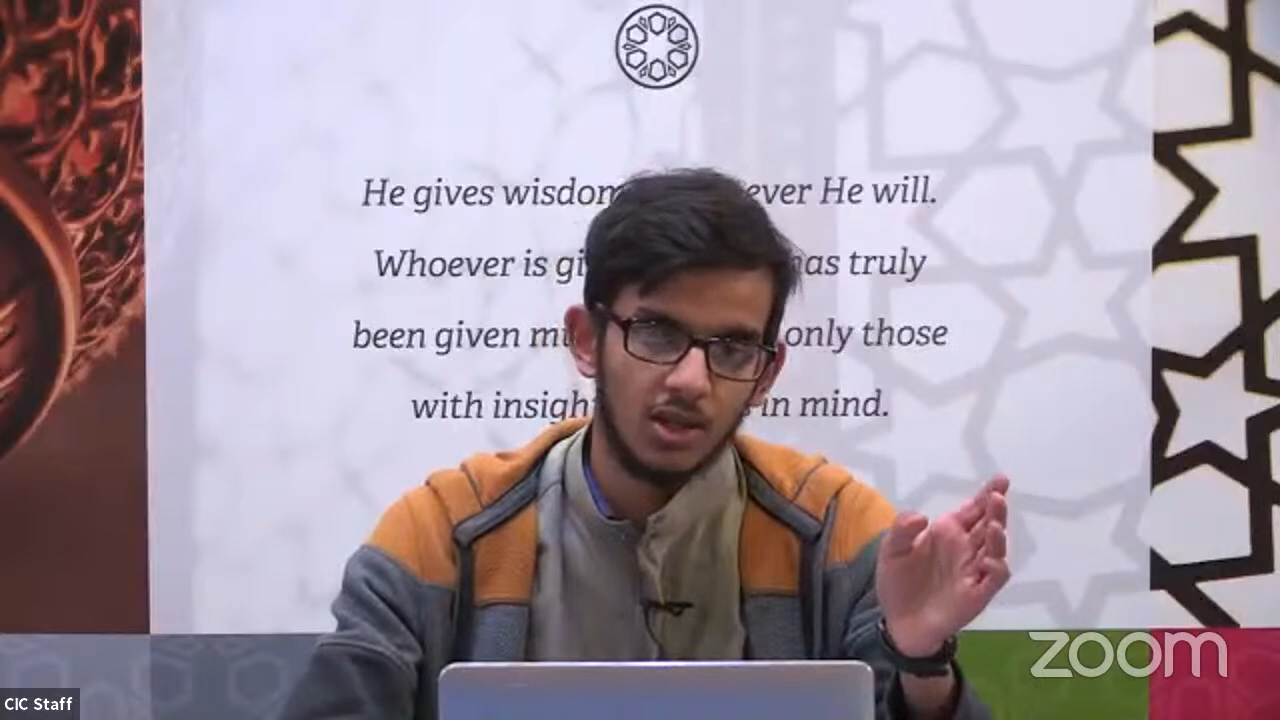 He gives wisdom ever He will.
Whoever is gi has truly
been given mu only those
with insigh in mind.
zoom
CIC Staff